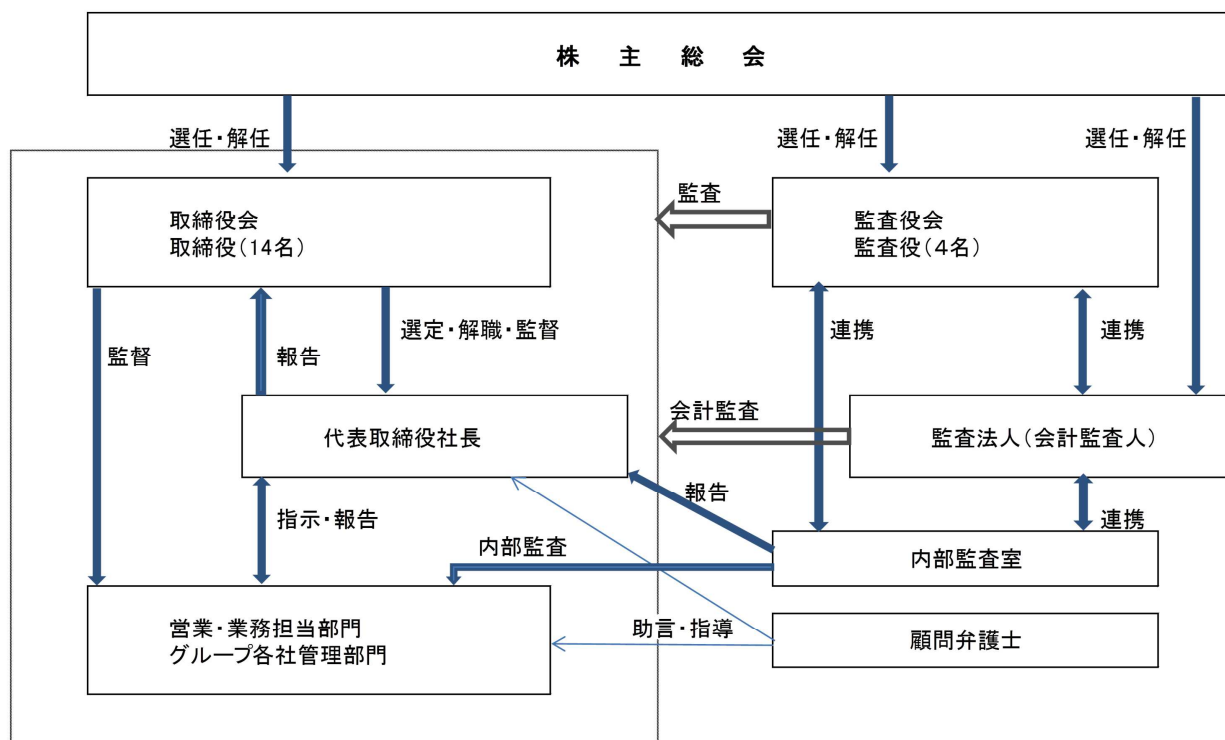 株 主 総 会
選任・解任
選任・解任
選任・解任
取締役会
取締役(14名)
監査
監査役会
監査役(4名)
選定・解職・監督
監督
報告
連携
連携
会計監査
代表取締役社長
監査法人(会計監査人)
報告
指示・報告
連携
内部監査
内部監査室
営業・業務担当部門
グループ各社管理部門
助言・指導
顧問弁護士